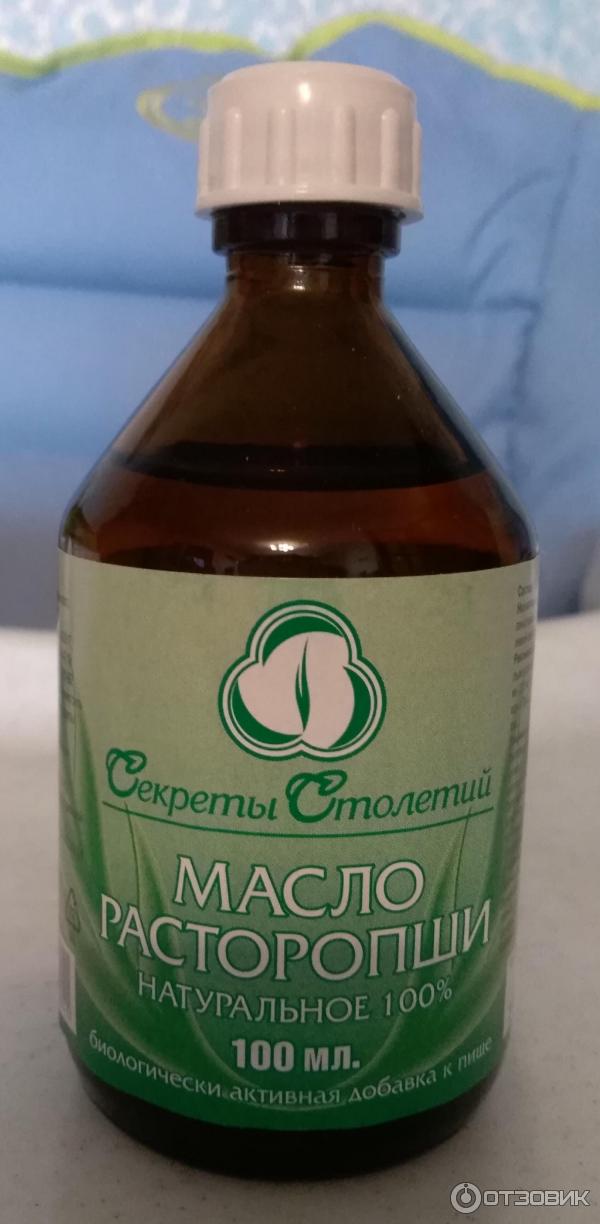 Секреты Столетий
МАСЛО
РАСТОРОПШИ
НАТУРАЛЬНОЕ 100%
100 мл.
биологически активная добавка к пище
ОТЗОВИК